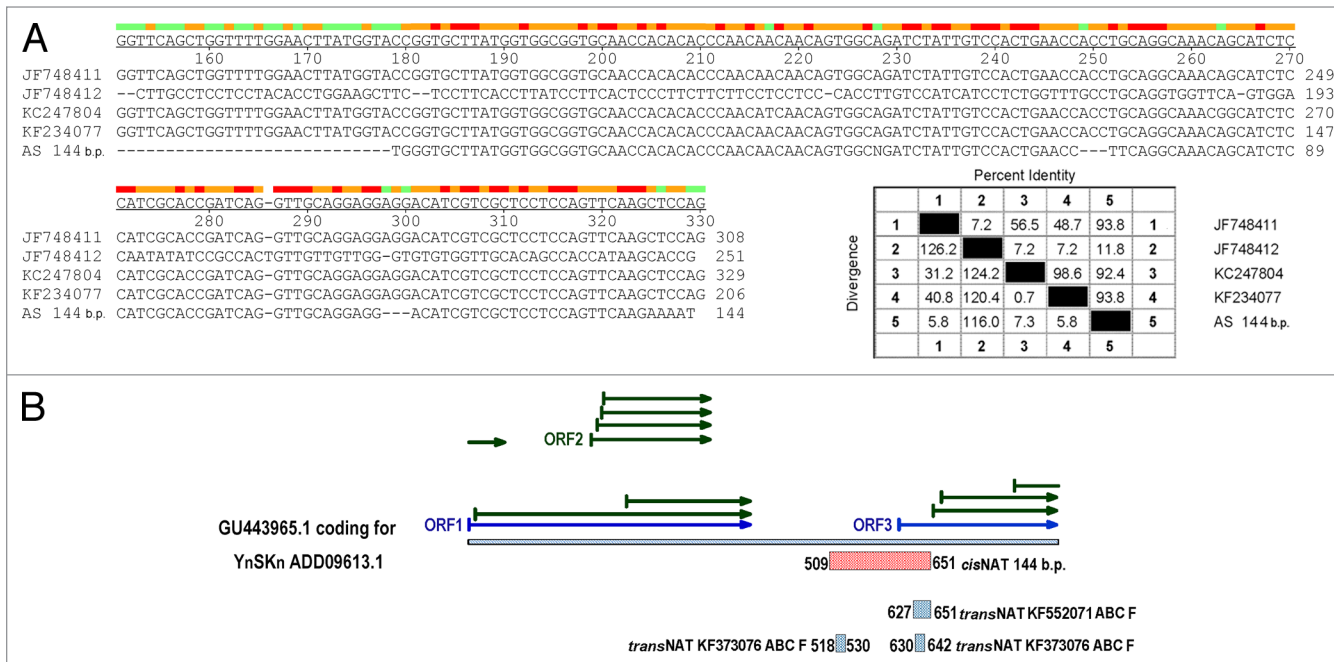 A
GGTTCAGCTGGTTTTGGAACTTATGGTACCGGTGCTTATGGTGGCGGTGCAACCACACACCCAACAACAACAGTGGCAGATCTATTGTCCACTGAACCACCTGCAGGCAAACAGCATCTC
160 170 180 190 200 210 220 230 240 250 260 270
JF748411 GGTTCAGCTGGTTTTGGAACTTATGGTACCGGTGCTTATGGTGGCGGTGCAACCACACACCCAACAACAACAGTGGCAGATCTATTGTCCACTGAACCACCTGCAGGCAAACAGCATCTC 249
JF748412 --CTTGCCTCCTCCTACACCTGGAAGCTTC--TCCTTCACCTTATCCTTCACTCCCTTCTTCTTCTCCTCCTCC-CACCTTGTCCATCATCCTCTGGTTTGCCTGCAGGTGGTTCA-GTGGA 193
KC247804 GGTTCAGCTGGTTTTGGAACTTATGGTACCGGTGCTTATGGTGGCGGTGCAACCACACACCCAACATCAACAGTGGCAGATCTATTGTCCACTGAACCACCTGCAGGCAAACGGCATCTC 270
KF234077 GGTTCAGCTGGTTTTGGAACTTATGGTACCGGTGCTTATGGTGGCGGTGCAACCACACACCCAACAACAACAGTGGCAGATCTATTGTCCACTGAACCACCTGCAGGCAAACAGCATCTC 147
AS 144 b.p. ----------------------------TGGGTGCTTATGGTGGCGGTGCAACCACACACCCAACAACAACAGTGGCNGATCTATTGTCCACTGAACC---TTCAGGCAAACAGCATCTC 89
CATCGCACCGATCAG-GTTGCAGGAGGAGGACATCGTCGCTCCTCCAGTTCAAGCTCCAG
280 290 300 310 320 330
JF748411 CATCGCACCGATCAG-GTTGCAGGAGGAGGACATCGTCGCTCCTCCAGTTCAAGCTCCAG 308
JF748412 CAATATATCCGCCACTGTTGTTGTTGG-GTGTGTGGTTGCACAGCCACCATAAGCACCG 251
KC247804 CATCGCACCGATCAG-GTTGCAGGAGGAGGACATCGTCGCTCCTCCAGTTCAAGCTCCAG 329
KF234077 CATCGCACCGATCAG-GTTGCAGGAGGAGGACATCGTCGCTCCTCCAGTTCAAGCTCCAG 206
AS 144 b.p. CATCGCACCGATCAG-GTTGCAGGAGG---ACATCGTCGCTCCTCCAGTTCAAGAAAAT 144
Percent Identity
1 2 3 4 5
1 7.2 56.5 48.7 93.8 1 JF748411
2 126.2 7.2 7.2 11.8 2 JF748412
3 31.2 124.2 98.6 92.4 3 KC247804
4 40.8 120.4 0.7 93.8 4 KF234077
5 5.8 116.0 7.3 5.8 5 AS 144 b.p.
1 2 3 4 5
Divergence
B
ORF2
GU443965.1 coding for
YnSKn ADD09613.1
ORF1
ORF3
509 651 cisNAT 144 b.p.
627 651 transNAT KF552071 ABC F
transNAT KF373076 ABC F 518 530 630 642 transNAT KF373076 ABC F